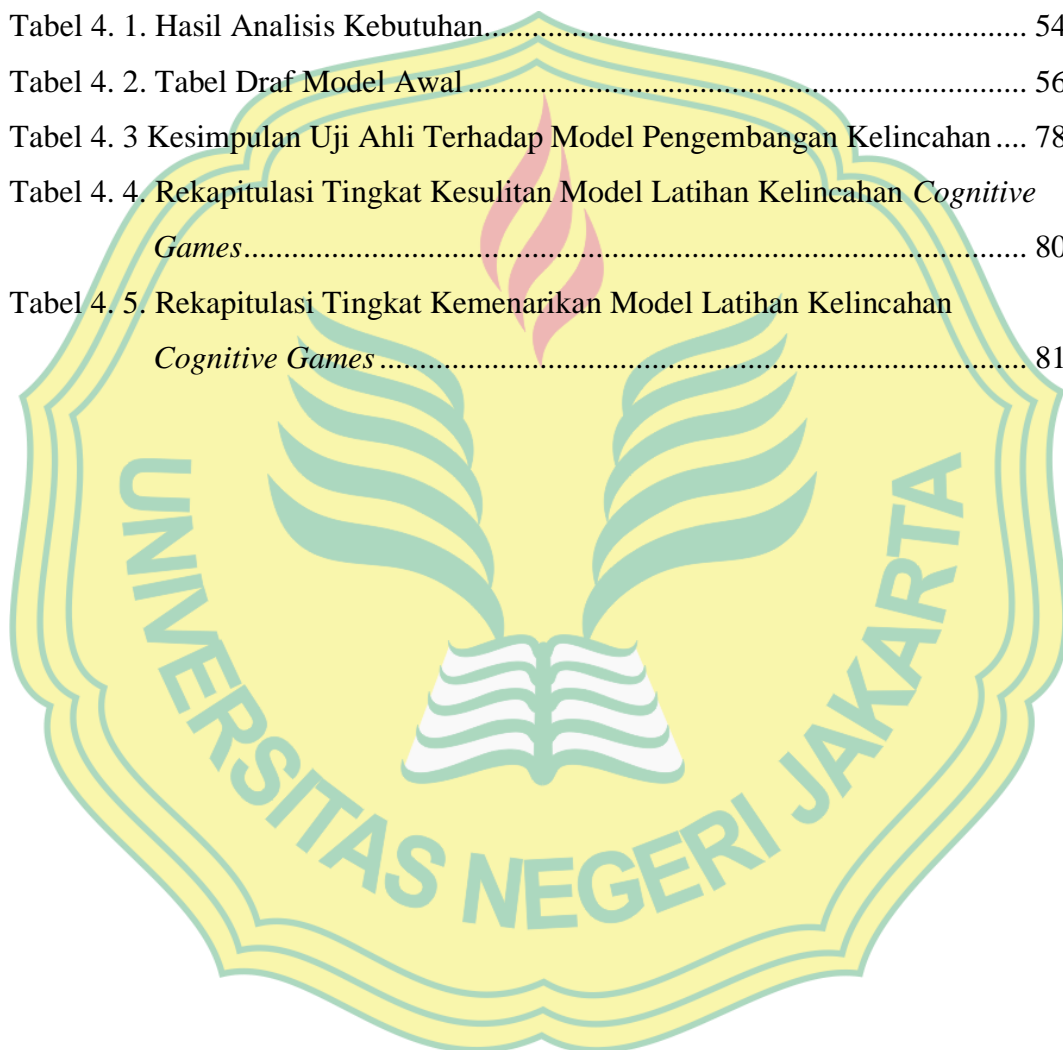 Tabel 4. 1. Hasil Analisis Kebutuhan.................................................................... 54
Tabel 4. 2. Tabel Draf Model Awal ...................................................................... 56
Tabel 4. 3 Kesimpulan Uji Ahli Terhadap Model Pengembangan Kelincahan .... 78
Tabel 4. 4. Rekapitulasi Tingkat Kesulitan Model Latihan Kelincahan Cognitive
Games.................................................................................................. 80
Tabel 4. 5. Rekapitulasi Tingkat Kemenarikan Model Latihan Kelincahan
Cognitive Games ................................................................................. 81
UNIVERSITAS NEGERI JAKARTA